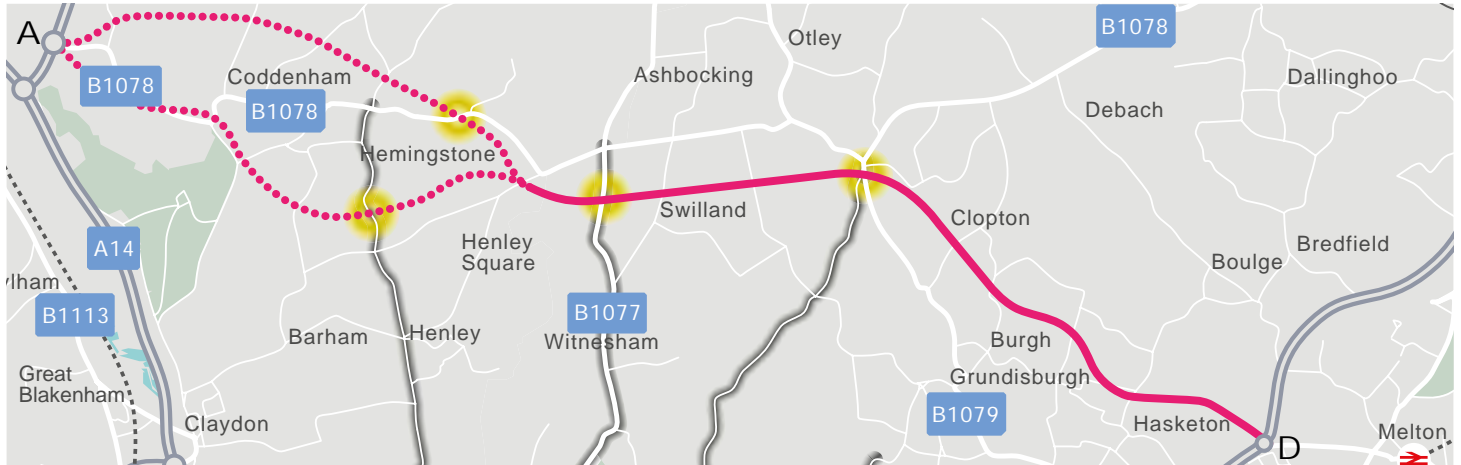 A
B1078
Otley
Ashbocking
Dallinghoo
Coddenham
B1078
B1078
Debach
Hemingstone
Swilland
Clopton
A14
Henley
Square
Bredfield
Boulge
ylham
B1113
B1077
Barham
Henley
Witnesham
Burgh
Great
Blakenham
Grundisburgh
B1079
Claydon
Hasketon
Melton
D